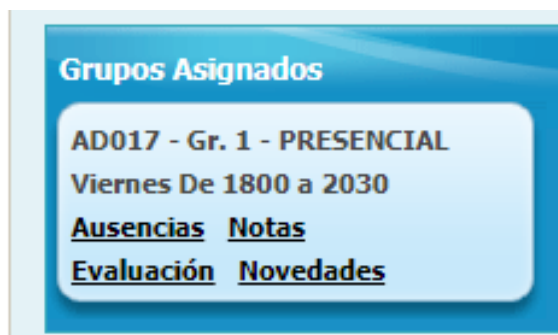 Grupos Asignados
AD017 - Gr. 1 - PRESENCIAL
Viernes De 1800 a 2030
Ausencias Notas
Evaluación Novedades